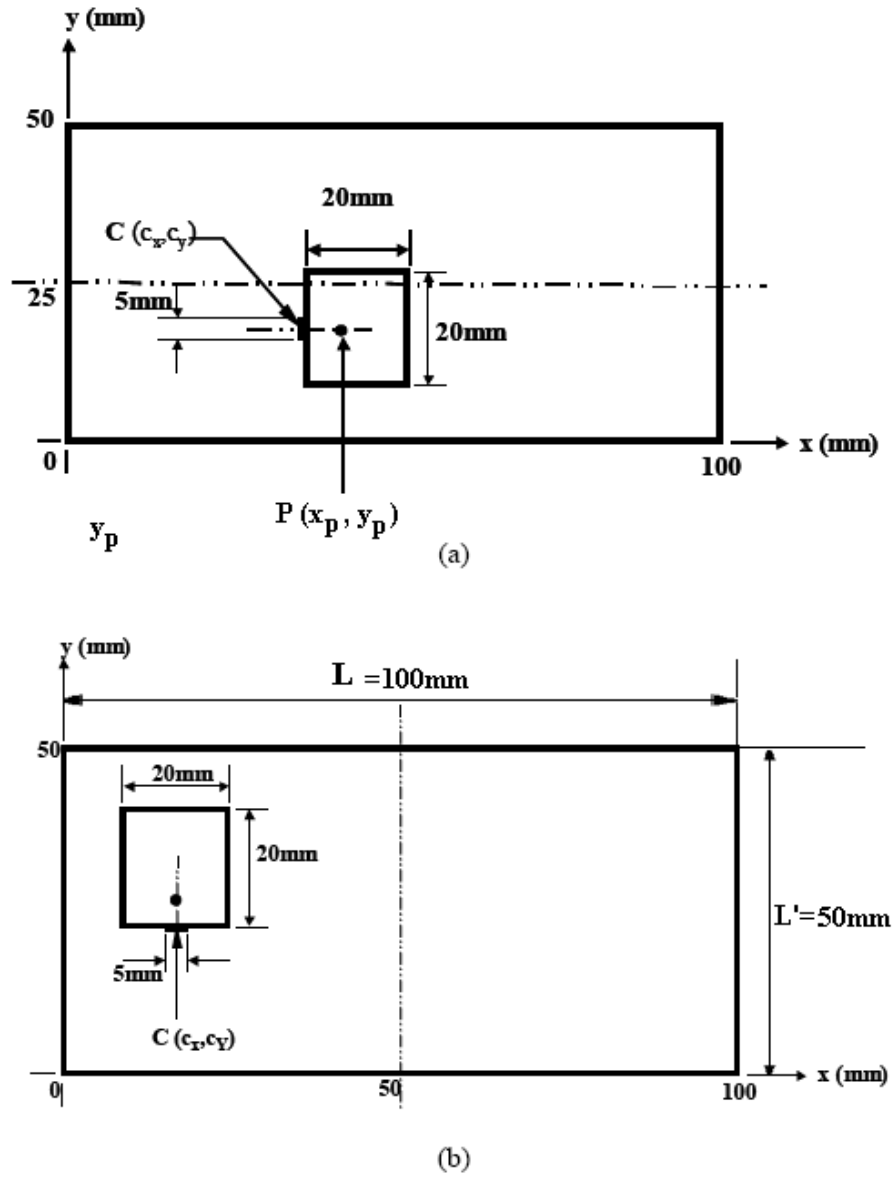 y (mm)
50
20mm
C (cx,cy)
25
5mm
20mm
0
100
x (mm)
P (xp , yp)
yp
(a)
y (mm)
L =100mm
50
20mm
20mm
L'=50mm
5mm
C (cx,cY)
0
50
100
x (mm)
(b)